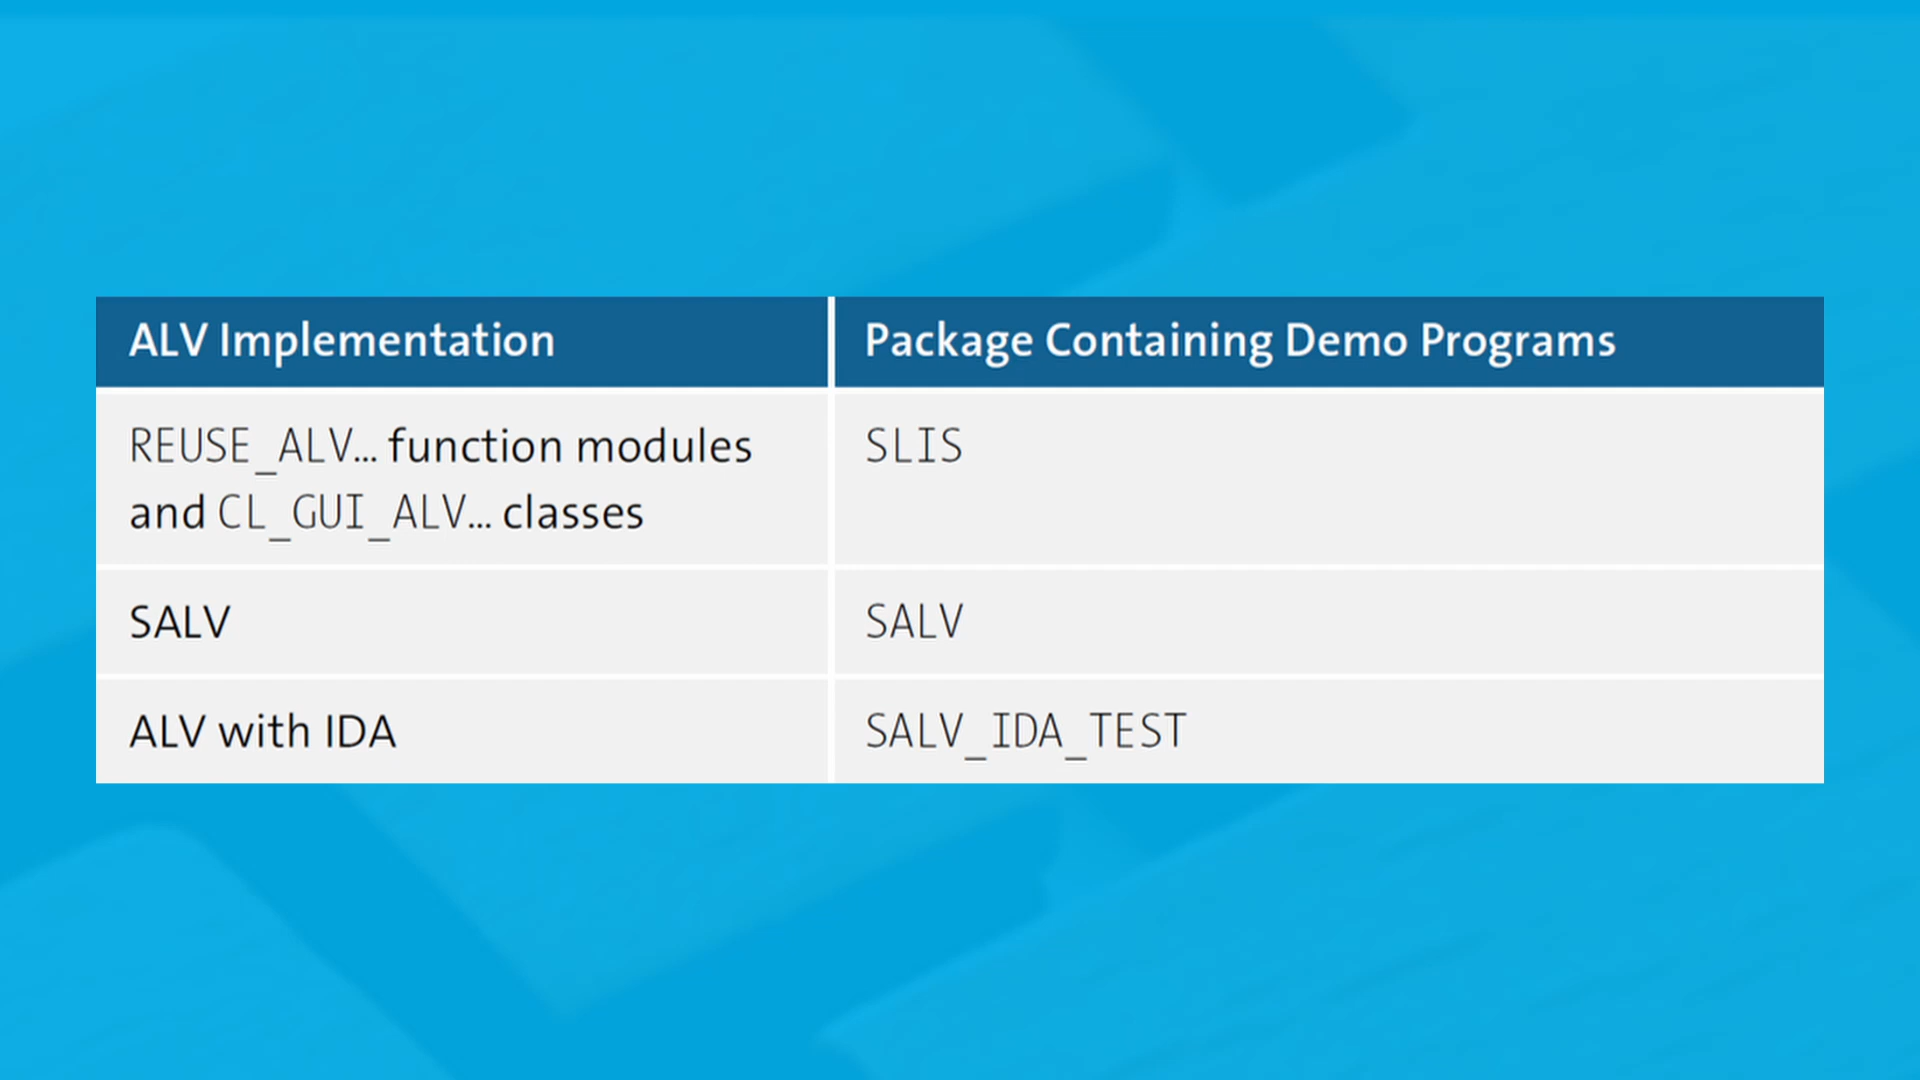 ALV Implementation
Package Containing Demo Programs
REUSE_ALV... function modules
and CL_GUI_ALV... classes
SLIS
SALV
SALV
ALV with IDA
SALV_IDA_TEST